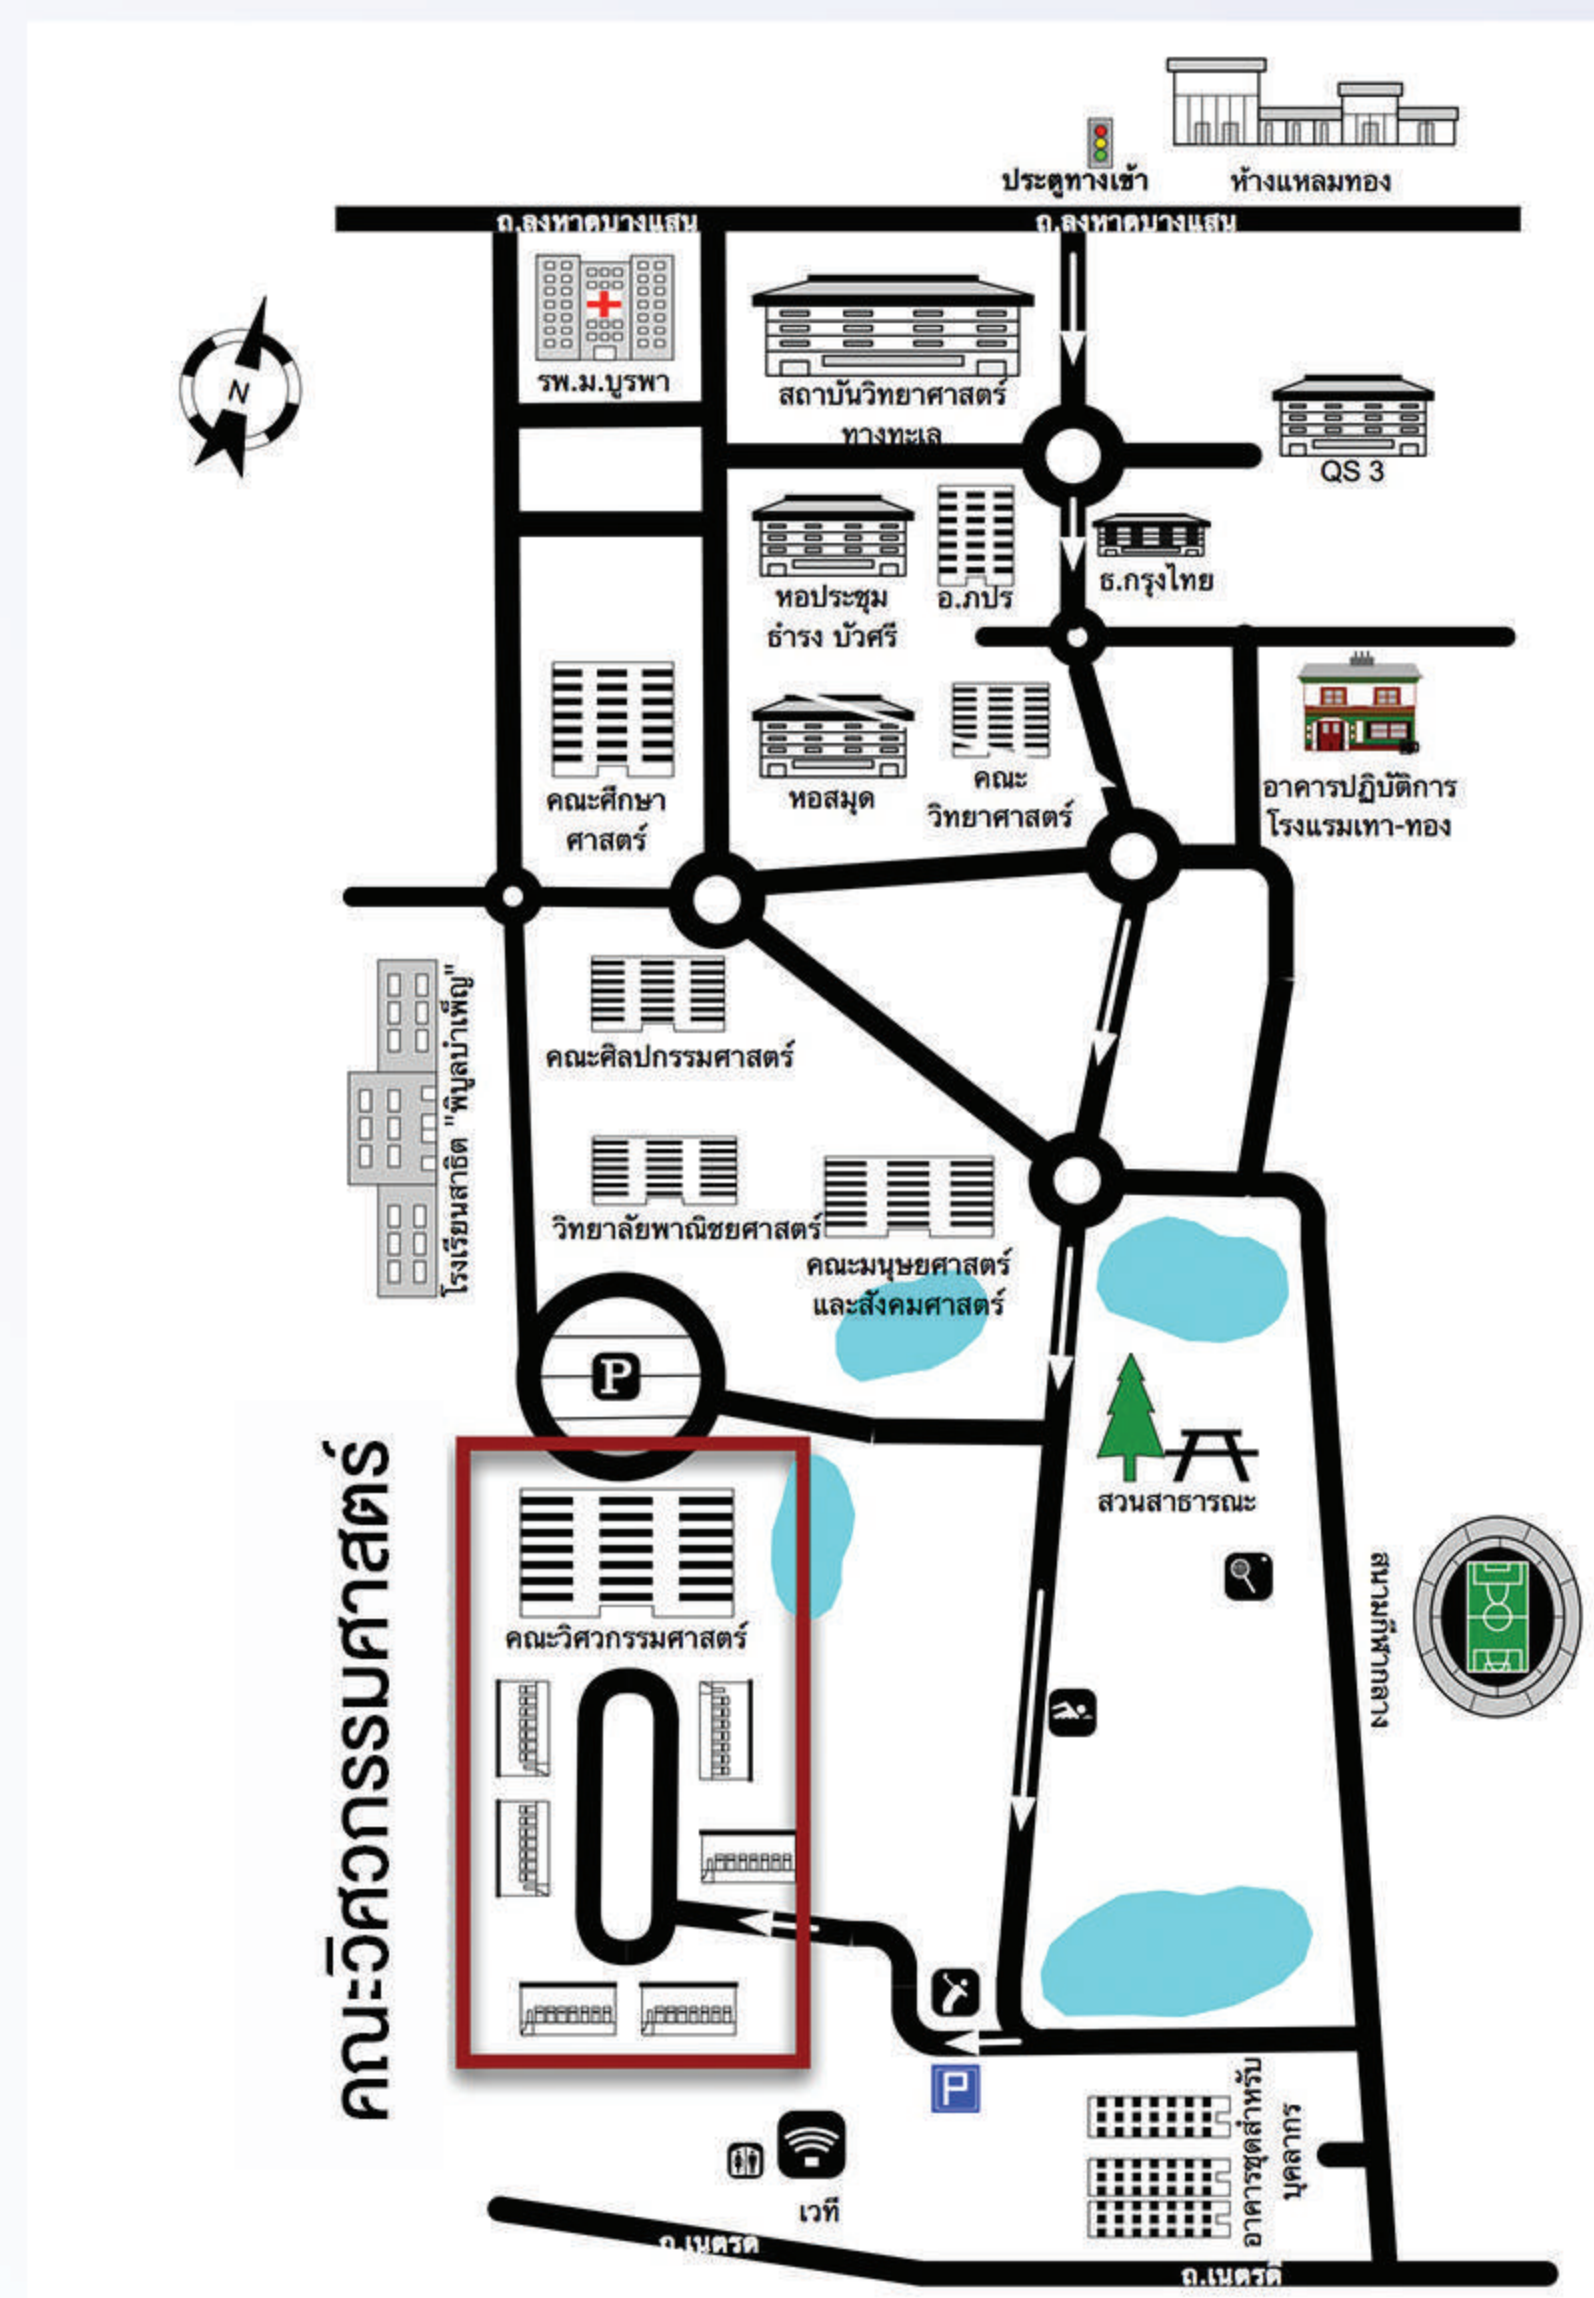 ประตูทางเข้า
ห้างแหลมทอง
ถ.ลงหาดบางแสน
ถ.ลงหาดบางแสน
N
รพ.ม.บูรพา
สถาบันวิทยาศาสตร์
ทางทะเล
QS 3
หอประชุม
ธำรง บัวศรี
อ.ภปร
ธ.กรุงไทย
คณะศึกษา
ศาสตร์
หอสมุด
คณะ
วิทยาศาสตร์
อาคารปฏิบัติการ
โรงแรมเทา-ทอง
โรงเรียนสาธิต "พิบูลบำเพ็ญ"
คณะศิลปกรรมศาสตร์
วิทยาลัยพาณิชยศาสตร์
คณะมนุษยศาสตร์
และสังคมศาสตร์
P
สวนสาธารณะ
คณะวิศวกรรมศาสตร์
คณะวิศวกรรมศาสตร์
สนามกีฬากลาง
P
อาคารชุดสำหรับ
บุคลากร
เวที
ถ.เนตรดี
ถ.เนตรดี